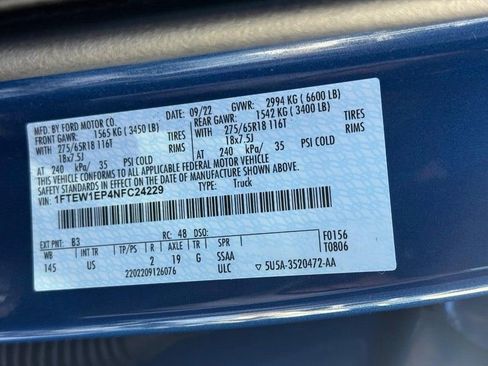 MFD. BY FORD MOTOR CO. DATE: 09/22 GVWR: 2994 KG (6600 LB)
FRONT GAWR: 1565 KG (3450 LB) REAR GAWR: 1542 KG (3400 LB)
WITH 275/65R18 116T TIRES WITH 275/65R18 116T TIRES
18x7.5J 18x7.5J
AT 240 kPa/ 35 PSI COLD AT 240 kPa/ 35 PSI COLD
THIS VEHICLE CONFORMS TO ALL APPLICABLE FEDERAL MOTOR VEHICLE
SAFETY STANDARDS IN EFFECT ON THE DATE OF MANUFACTURE SHOWN ABOVE.
VIN: 1FTEW1EP4NFC24229 TYPE: Truck
F0156
T0806
EXT PNT: B3 RC: 48 DSO:
WB INT TR TP/PS R AXLE TR SPR
145 US 2 19 G SSAA
2202209126076 ULC ▽5U5A-3520472-AA